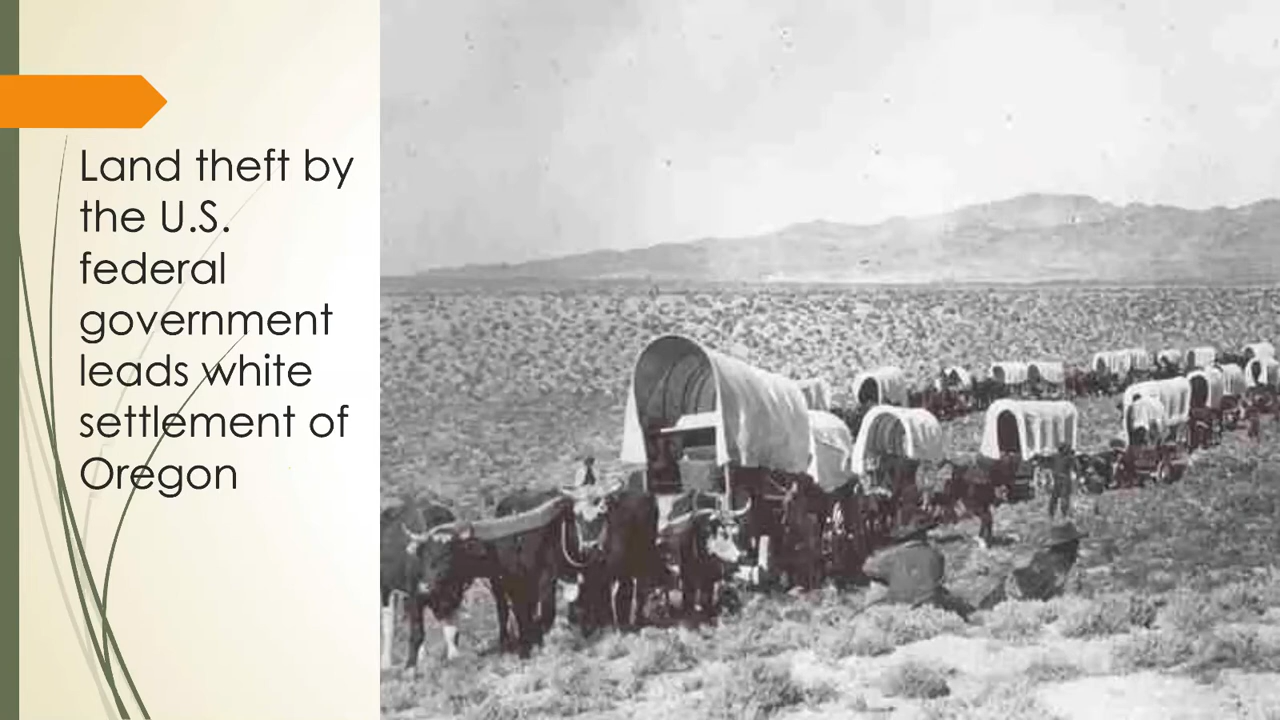 Land theft by
the U.S.
federal
government
leads white
settlement of
Oregon